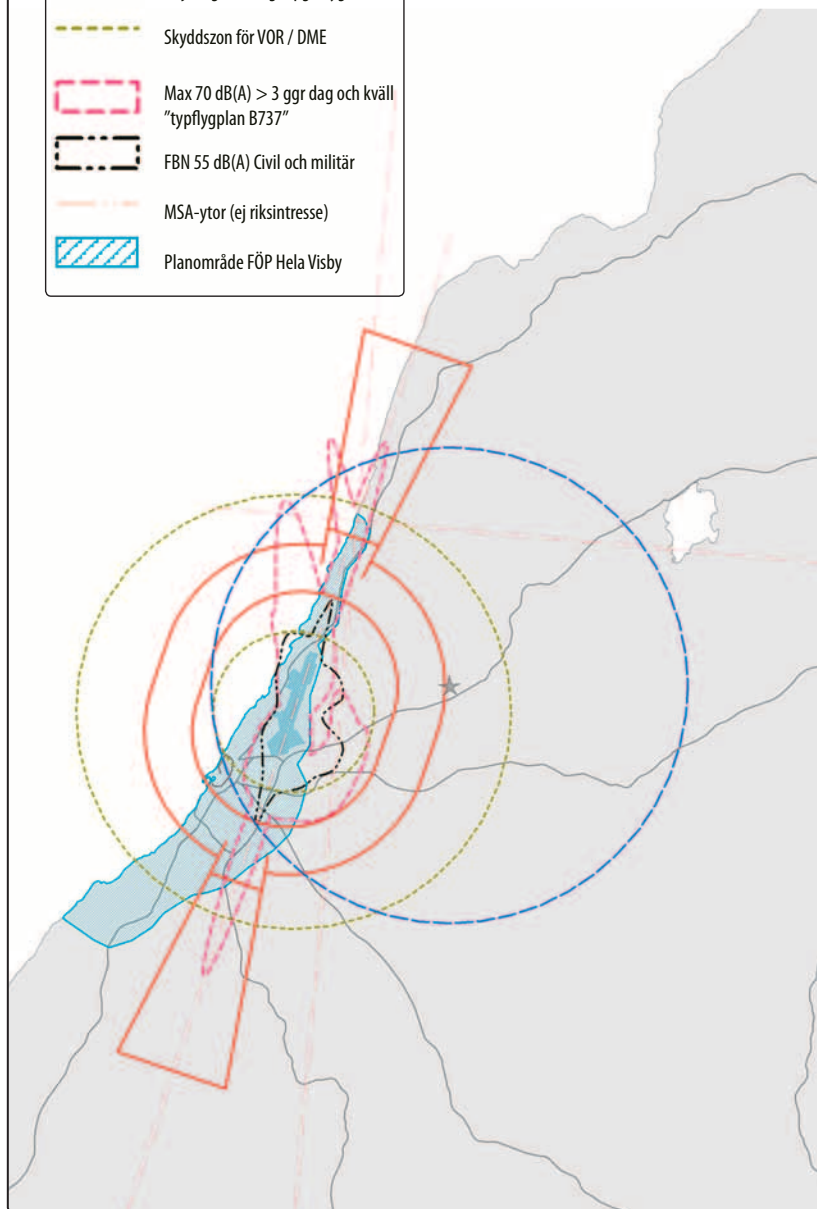 Skyddszon för VOR / DME
Max 70 dB(A) > 3 ggr dag och kväll
"typflygplan B737"
FBN 55 dB(A) Civil och militär
MSA-ytor (ej riksintresse)
Planområde FÖP Hela Visby